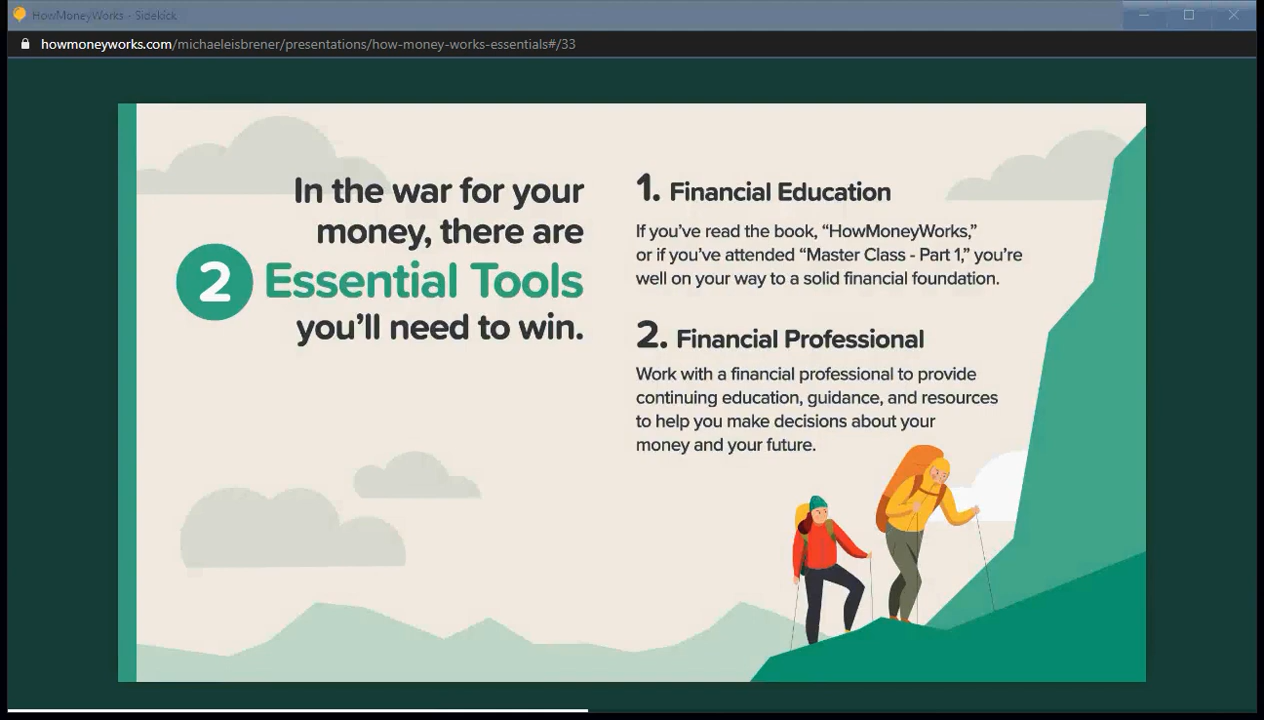 HowMoneyWorks - Sidekick
howmoneyworks.com/michaeleisbrener/presentations/how-money-works-essentials#/33
In the war for your
money, there are
2 Essential Tools
you'll need to win.
1. Financial Education
If you've read the book, “HowMoneyWorks,”
or if you've attended “Master Class - Part 1,” you're
well on your way to a solid financial foundation.
2. Financial Professional
Work with a financial professional to provide
continuing education, guidance, and resources
to help you make decisions about your
money and your future.